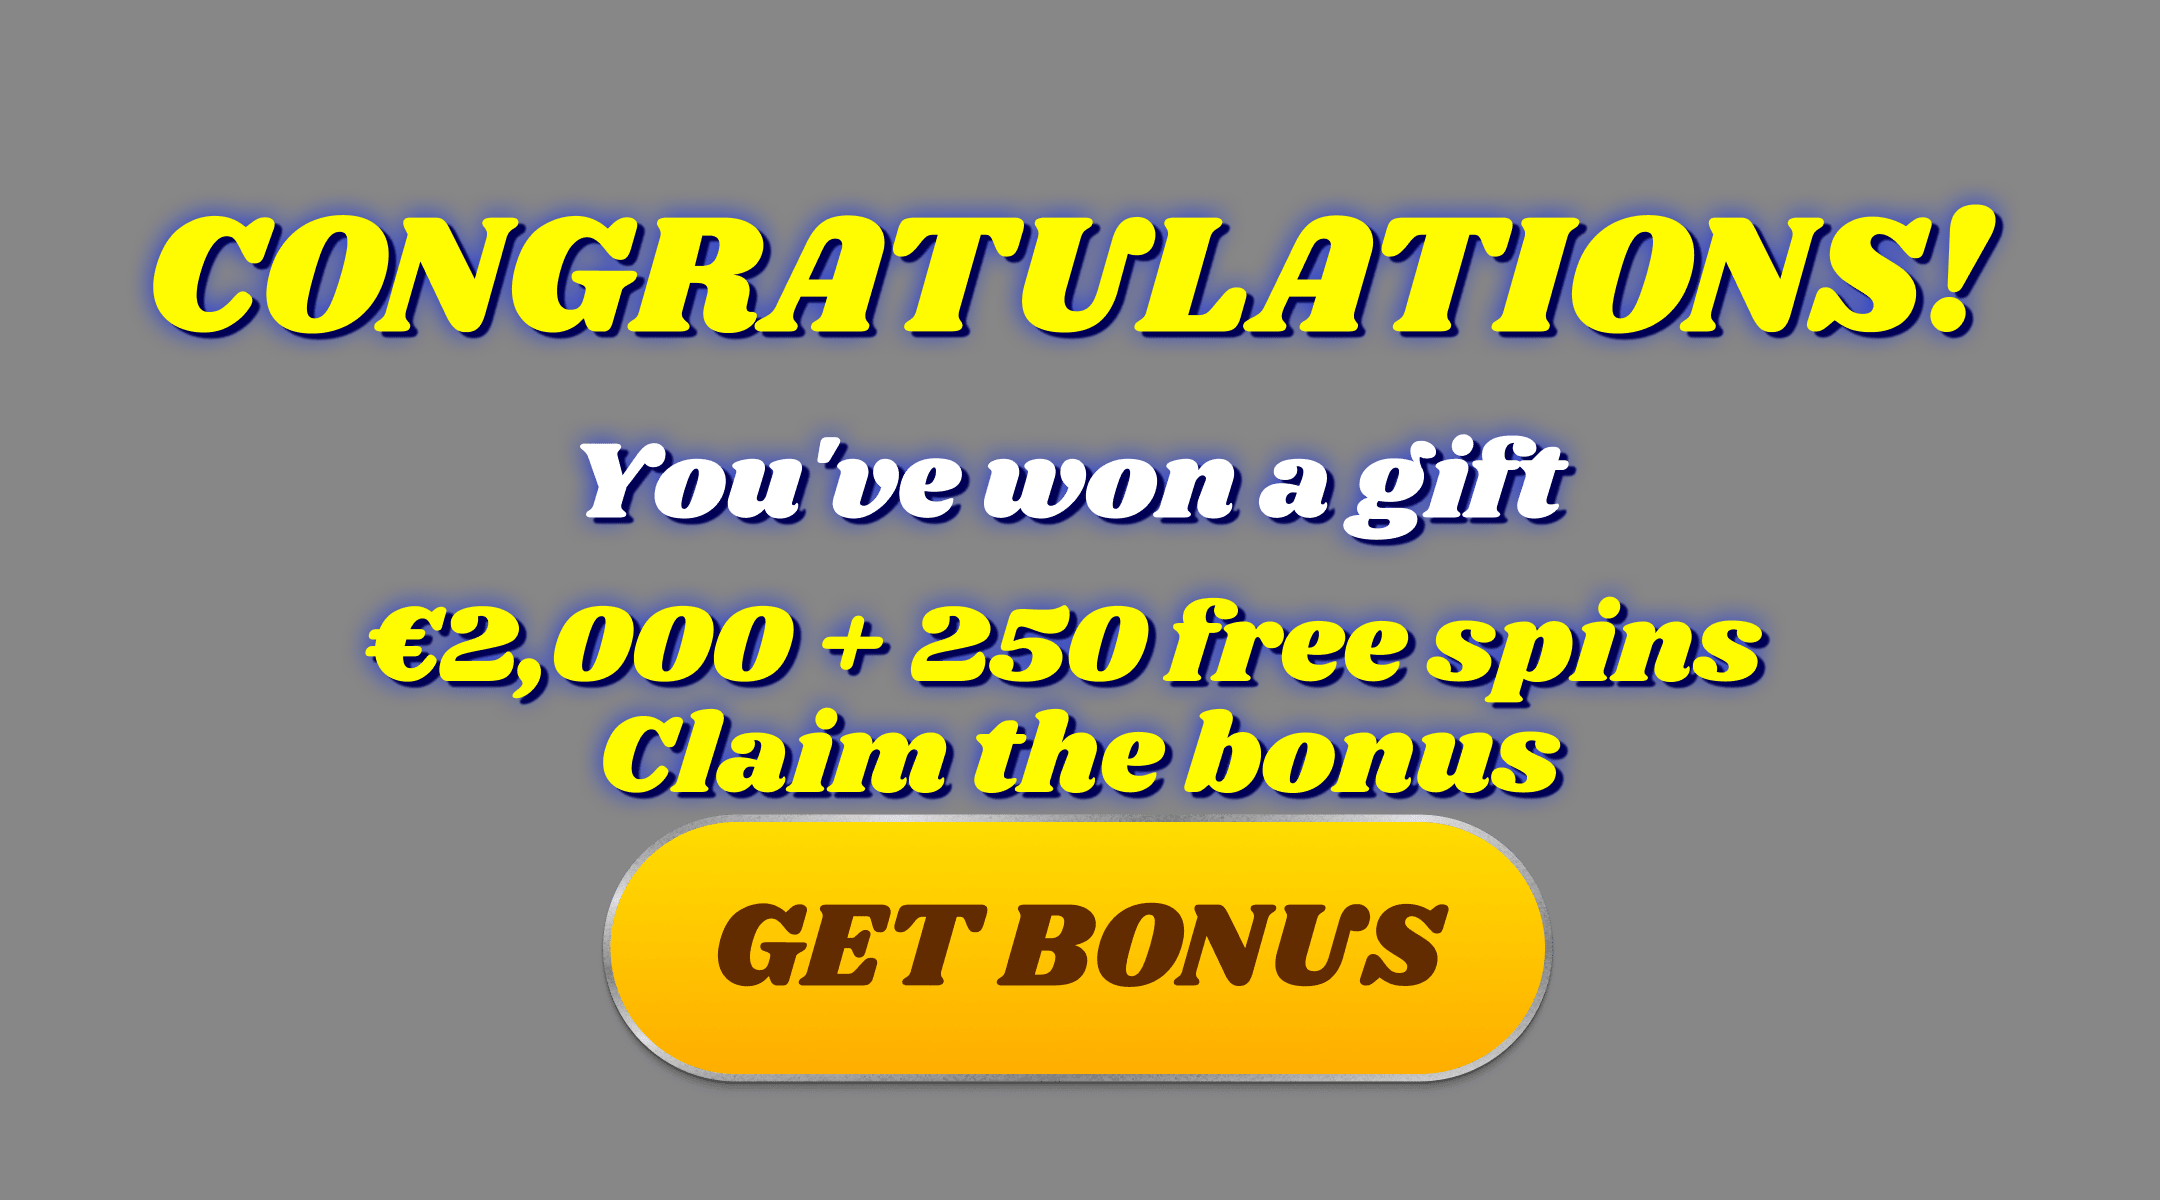 CONGRATULATIONS!
You've won a gift
€2,000 + 250 free spins
Claim the bonus
GET BONUS